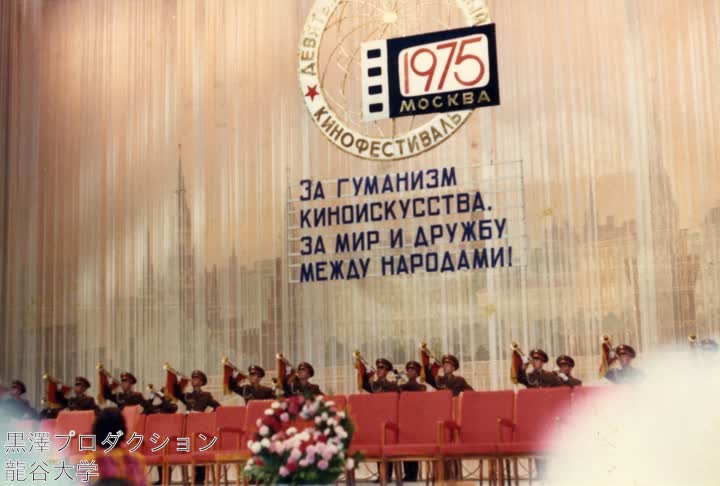 ДЕВЯТЫЙ
1975
МОСКВА
КИНОФЕСТИВАЛЬ
ЗА ГУМАНИЗМ
КИНОИСКУССТВА.
ЗА МИР И ДРУЖБУ
МЕЖДУ НАРОДАМИ!
黒澤プロダクション
龍谷大学